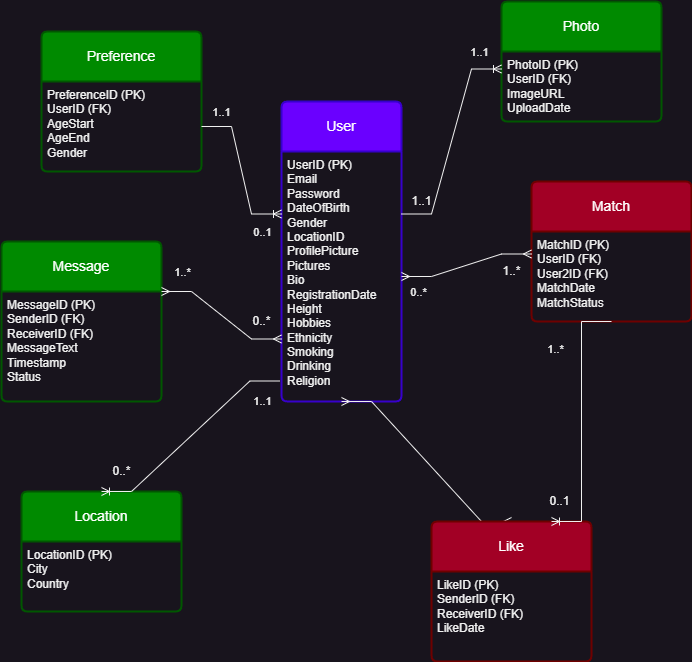 Photo
PhotoID (PK)
UserID (FK)
ImageURL
UploadDate
Preference
PreferenceID (PK)
UserID (FK)
AgeStart
AgeEnd
Gender
1..1
1..1
User
UserID (PK)
Email
Password
DateOfBirth
Gender
LocationID
ProfilePicture
Pictures
Bio
RegistrationDate
Height
Hobbies
Ethnicity
Smoking
Drinking
Religion
1..1
0..1
Match
MatchID (PK)
UserID (FK)
User2ID (FK)
MatchDate
MatchStatus
Message
MessageID (PK)
SenderID (FK)
ReceiverID (FK)
MessageText
Timestamp
Status
1..*
0..*
1..*
0..*
1..*
1..1
0..*
0..1
Location
LocationID (PK)
City
Country
Like
LikeID (PK)
SenderID (FK)
ReceiverID (FK)
LikeDate